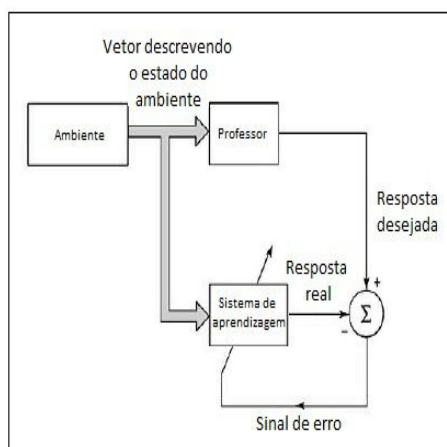 Vetor descrevendo
o estado do
ambiente
Ambiente
Professor
Resposta
desejada
+
Sistema de
aprendizagem
Resposta
real
Σ
−
Sinal de erro